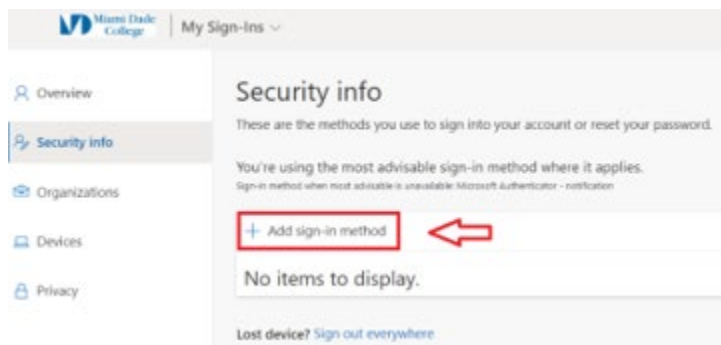 Miami Dade
College
My Sign-Ins
Overview
Security info
Organizations
Devices
Privacy
Security info
These are the methods you use to sign into your account or reset your password.
You're using the most advisable sign-in method where it applies.
Sign-in method when most advisable is unavailable: Microsoft Authenticator - notification
+ Add sign-in method
No items to display.
Lost device? Sign out everywhere